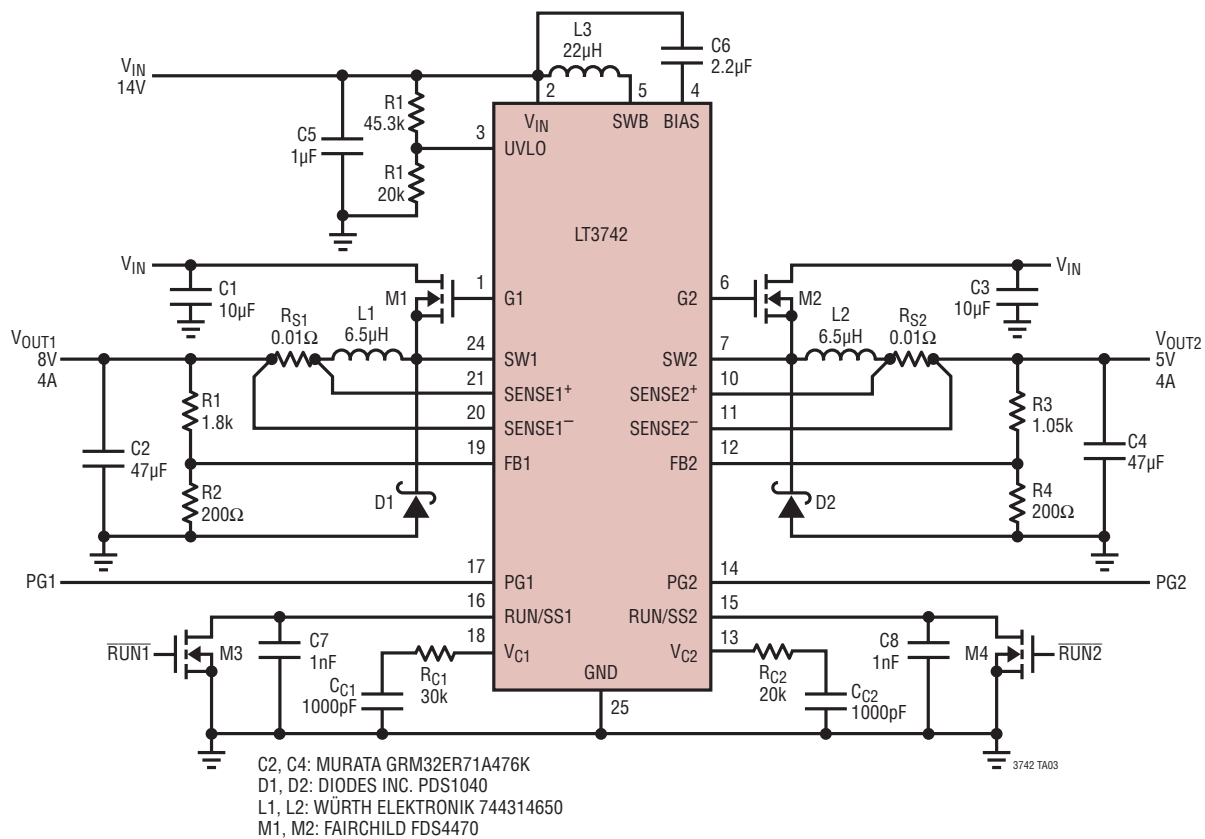 L3
22µH
C6
2.2µF
VIN
14V
2
5
4
R1
45.3k
VIN
SWB
BIAS
C5
1µF
3
UVLO
R1
20k
LT3742
VIN
C1
10µF
M1
1
G1
6
G2
M2
VIN
C3
10µF
VOUT1
8V
4A
RS1
0.01Ω
L1
6.5µH
24
SW1
7
SW2
L2
6.5µH
RS2
0.01Ω
VOUT2
5V
4A
21
SENSE1+
10
SENSE2+
R1
1.8k
20
SENSE1–
11
SENSE2–
R3
1.05k
C2
47µF
19
FB1
12
FB2
C4
47µF
R2
200Ω
D1
D2
R4
200Ω
PG1
17
PG1
14
PG2
PG2
16
RUN/SS1
15
RUN/SS2
RUN1
M3
C7
1nF
18
VC1
13
VC2
C8
1nF
M4
RUN2
RC1
30k
CC1
1000pF
GND
25
RC2
20k
CC2
1000pF
3742 TA03
C2, C4: MURATA GRM32ER71A476K
D1, D2: DIODES INC. PDS1040
L1, L2: WÜRTH ELEKTRONIK 744314650
M1, M2: FAIRCHILD FDS4470